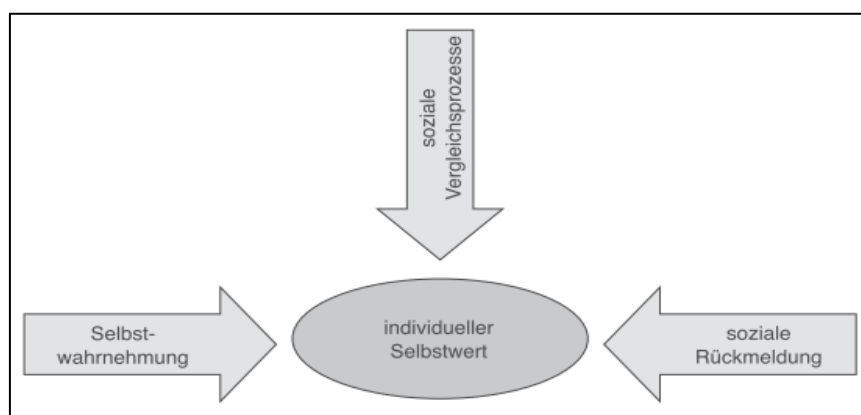 soziale
Vergleichsprozesse
Selbst-
wahrnehmung
individueller
Selbstwert
soziale
Rückmeldung